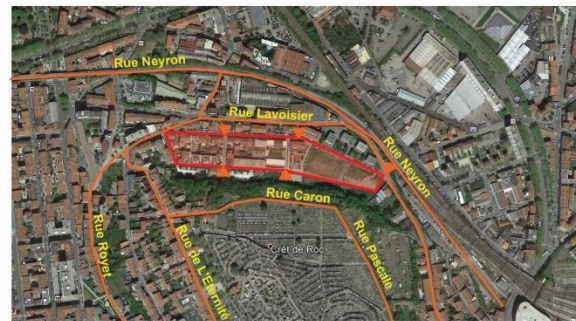 Rue Neyron
Rue Lavoisier
Rue Neyron
Rue Caron
Rue Royet
Rue de L'Eternité
Crêt de Roc
Rue Pascale